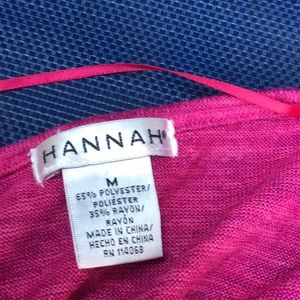 HANNAH®
M
65% POLYESTER/
POLIÉSTER
35% RAYON/
RAYÓN
MADE IN CHINA/
HECHO EN CHINA
RN 114068